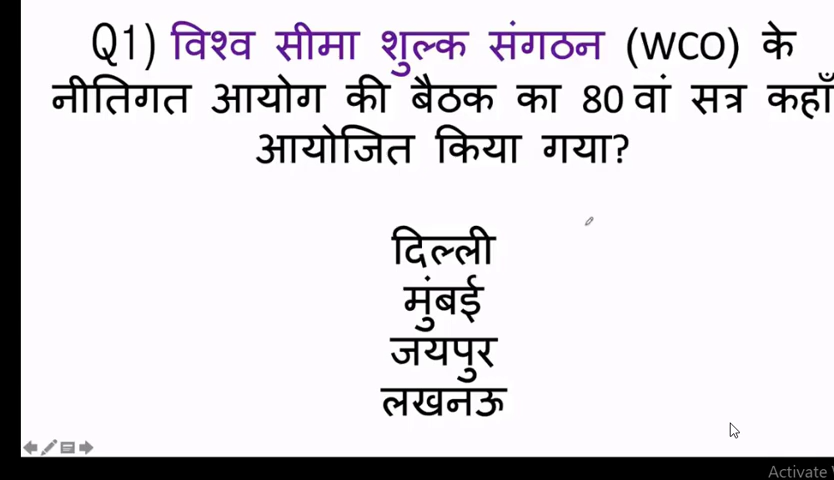 Q1) विश्व सीमा शुल्क संगठन (WCO) के
नीतिगत आयोग की बैठक का 80 वां सत्र कहाँ
आयोजित किया गया?
दिल्ली
मुंबई
जयपुर
लखनऊ
Activate